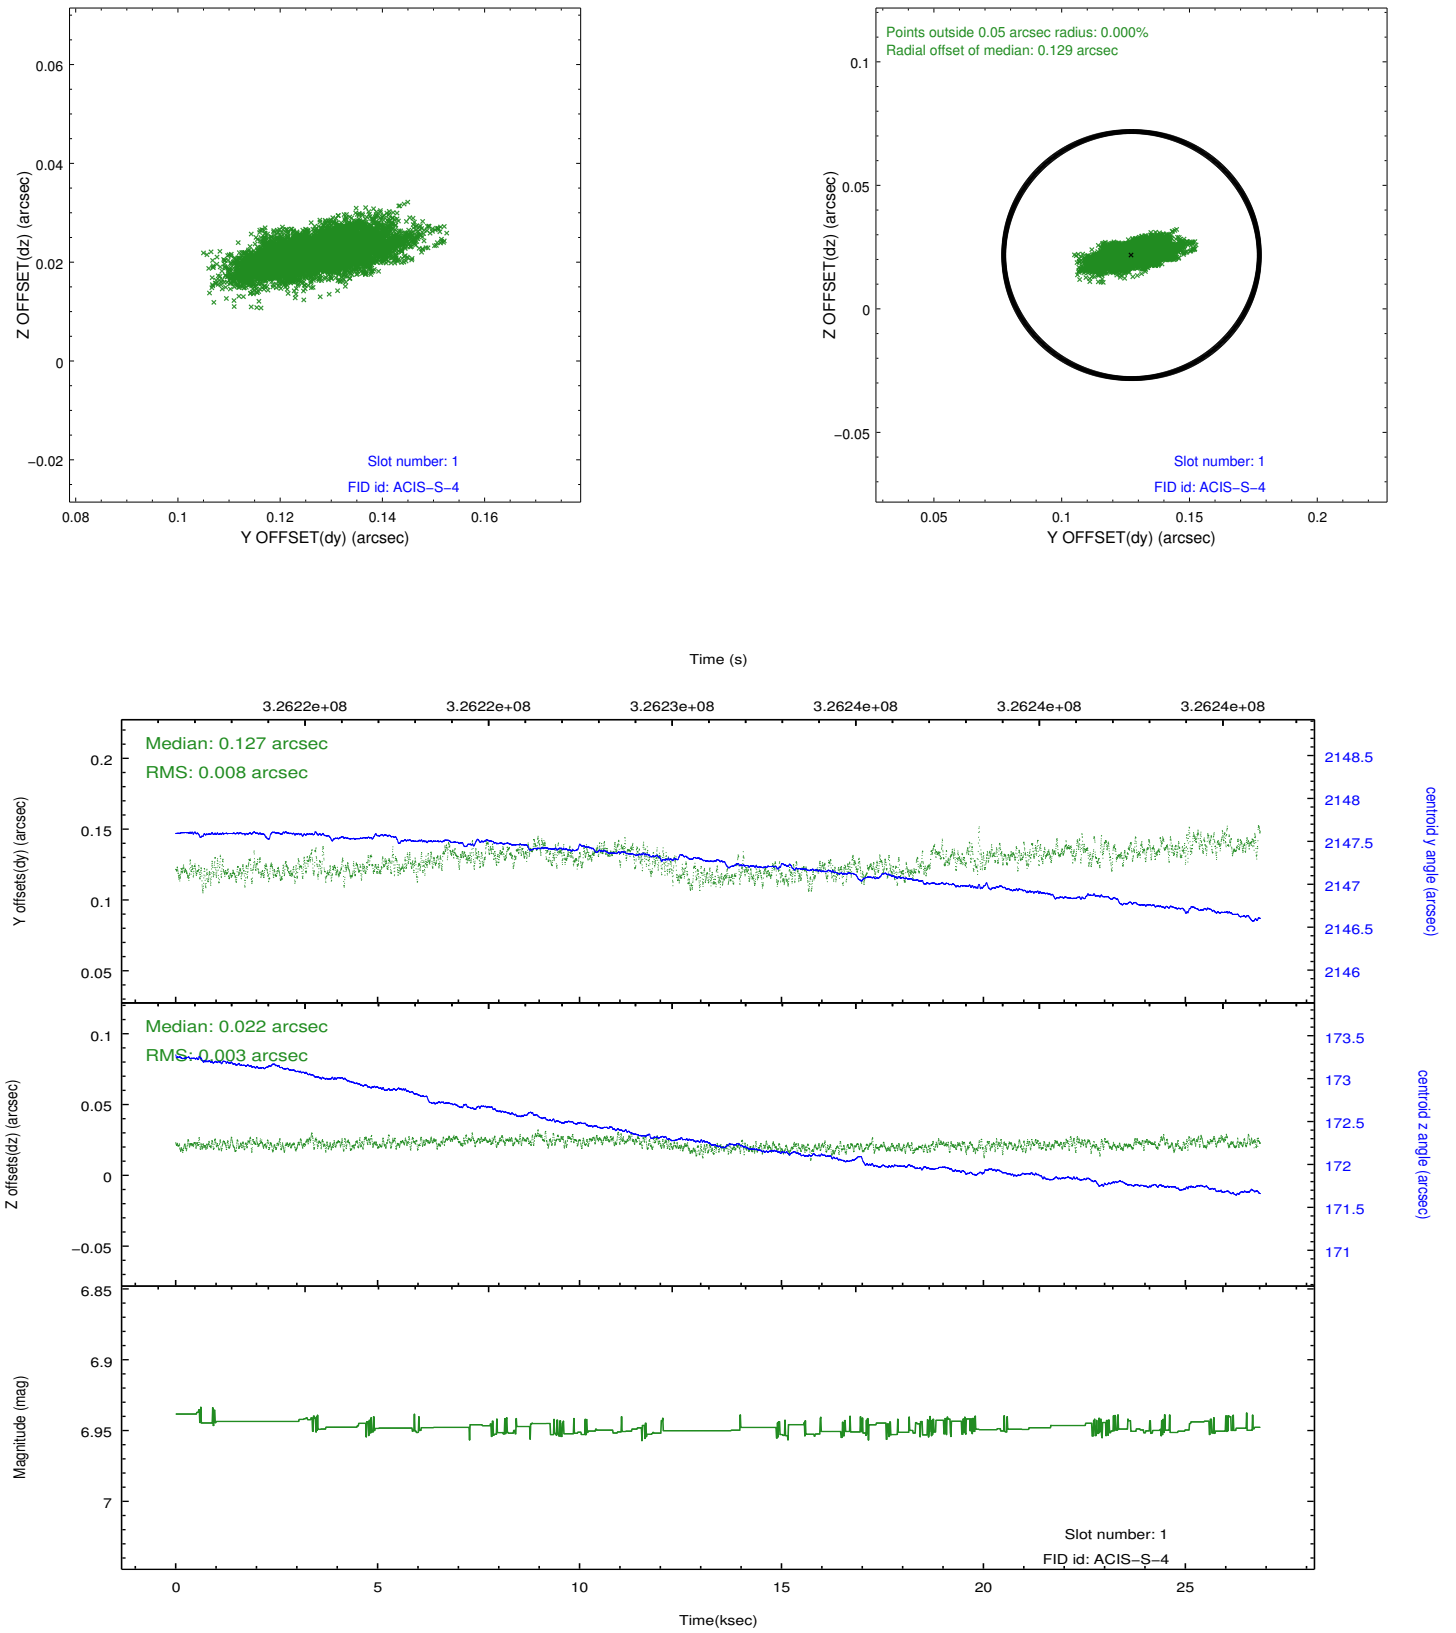 0.06
0.04
0.02
0
−0.02
Z OFFSET(dz) (arcsec)
Slot number: 1
FID id: ACIS−S−4
0.08 0.1 0.12 0.14 0.16
Y OFFSET(dy) (arcsec)
Points outside 0.05 arcsec radius: 0.000%
Radial offset of median: 0.129 arcsec
0.1
0.05
0
−0.05
Z OFFSET(dz) (arcsec)
Slot number: 1
FID id: ACIS−S−4
0.05 0.1 0.15 0.2
Y OFFSET(dy) (arcsec)
Time (s)
3.2622e+08 3.2622e+08 3.2623e+08 3.2624e+08 3.2624e+08 3.2624e+08
Median: 0.127 arcsec
RMS: 0.008 arcsec
0.2
0.15
0.1
0.05
Y offsets(dy) (arcsec)
2148.5
2148
2147.5
2147
2146.5
2146
centroid y angle (arcsec)
Median: 0.022 arcsec
RMS: 0.003 arcsec
0.1
0.05
0
−0.05
Z offsets(dz) (arcsec)
173.5
173
172.5
172
171.5
171
centroid z angle (arcsec)
6.85
6.9
6.95
7
Magnitude (mag)
Slot number: 1
FID id: ACIS−S−4
0 5 10 15 20 25
Time(ksec)